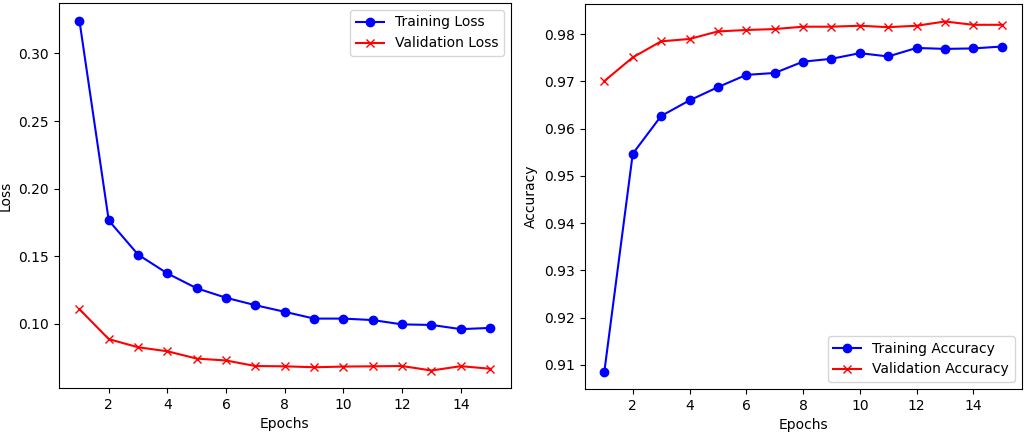 Training Loss
Validation Loss
0.30
0.25
0.20
0.15
0.10
Loss
2 4 6 8 10 12 14
Epochs
0.98
0.97
0.96
0.95
0.94
0.93
0.92
0.91
Accuracy
Training Accuracy
Validation Accuracy
2 4 6 8 10 12 14
Epochs